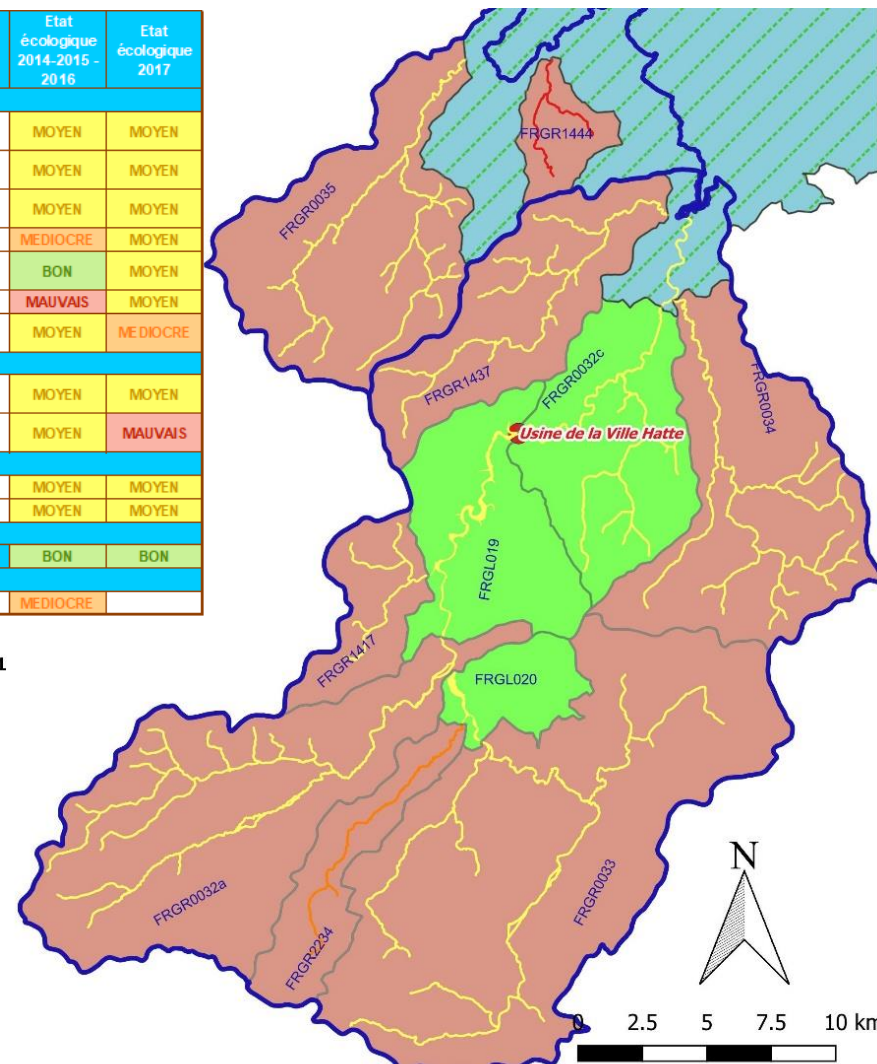 Etat
écologique
2014-2015 -
2016
Etat
écologique
2017
MOYEN MOYEN
MOYEN MOYEN
MOYEN MOYEN
MEDIOCRE MOYEN
BON MOYEN
MAUVAIS MOYEN
MOYEN MEDIOCRE
MOYEN MOYEN
MOYEN MAUVAIS
MOYEN MOYEN
MOYEN MOYEN
BON BON
MEDIOCRE
FRGR1444
FRGR0035
FRGR1437
FRGR0032c
FRGR0034
Usine de la Ville Hatte
FRGL019
FRGR1417
FRGL020
FRGR0032a
FRGR2234
FRGR0033
N
0 2.5 5 7.5 10 km